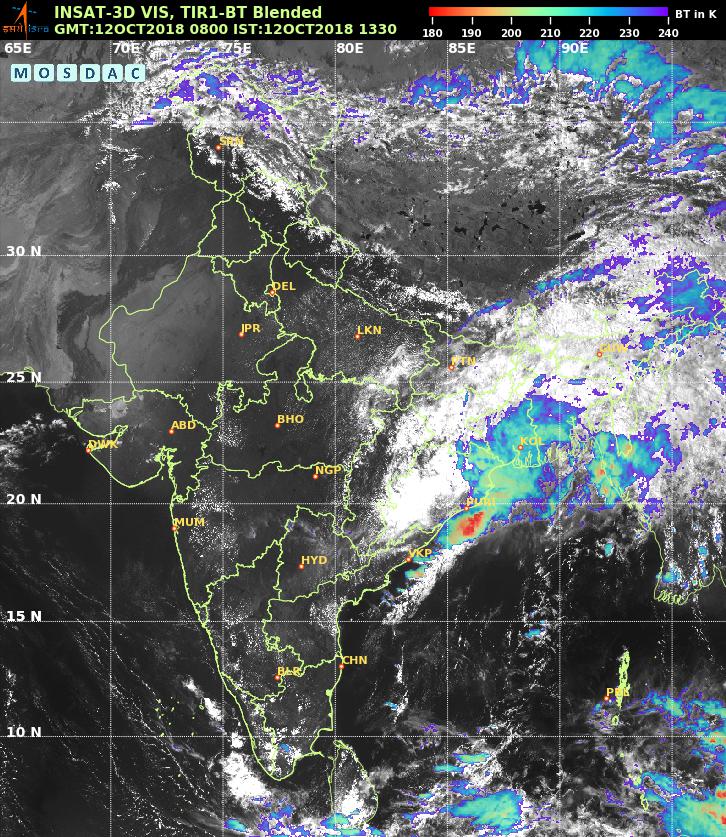 INSAT-3D VIS, TIR1-BT Blended
GMT:12OCT2018 0800 IST:12OCT2018 1330
BT in K
180 190 200 210 220 230 240
65E 70E 75E 80E 85E 90E
M O S D A C
SRN
30 N
DEL
JPR
LKN
PTN
25 N
ABD
BHO
DWK
KOL
NGP
20 N
PURI
MUM
VKP
HYD
15 N
CHN
BLR
10 N